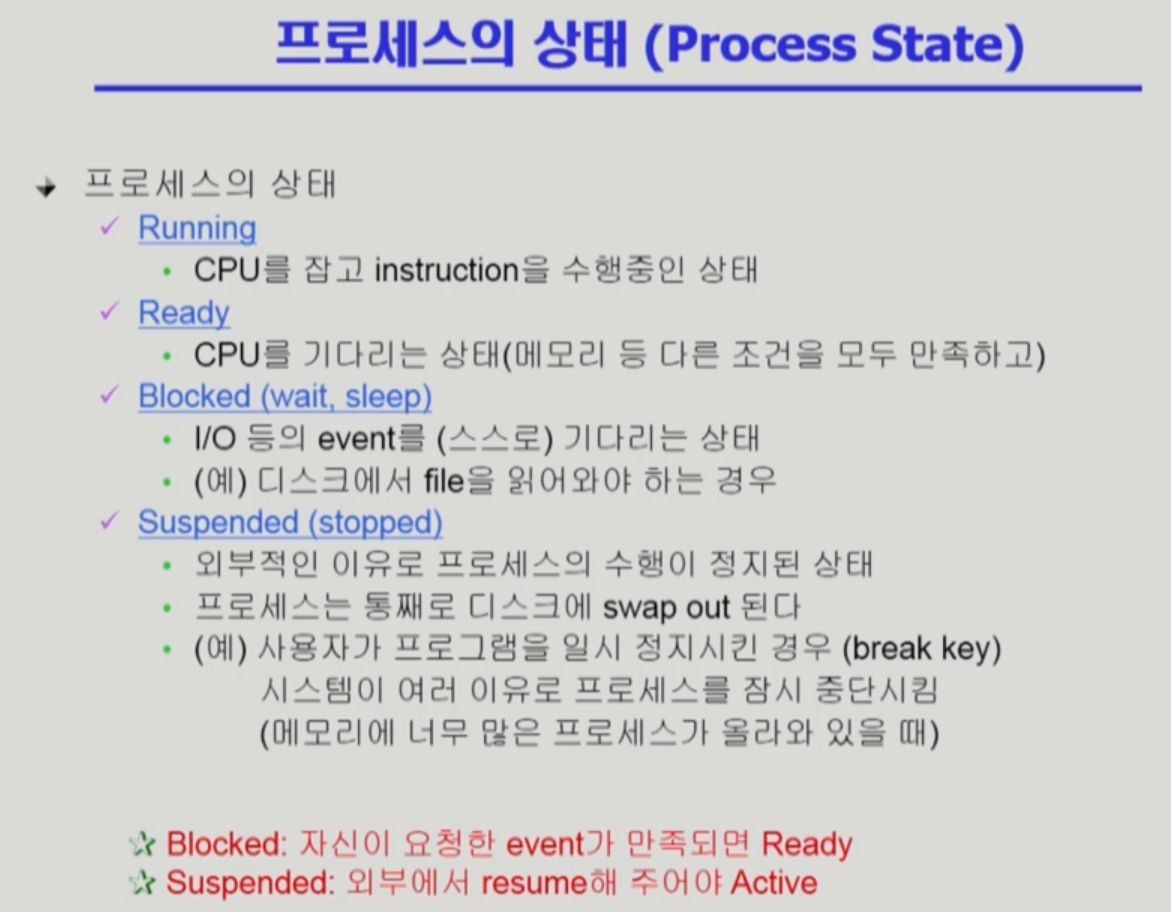 프로세스의 상태 (Process State)
프로세스의 상태
Running
CPU를 잡고 instruction을 수행중인 상태
Ready
CPU를 기다리는 상태(메모리 등 다른 조건을 모두 만족하고)
Blocked (wait, sleep)
I/O 등의 event를 (스스로) 기다리는 상태
(예) 디스크에서 file을 읽어와야 하는 경우
Suspended (stopped)
외부적인 이유로 프로세스의 수행이 정지된 상태
프로세스는 통째로 디스크에 swap out 된다
(예) 사용자가 프로그램을 일시 정지시킨 경우 (break key)
시스템이 여러 이유로 프로세스를 잠시 중단시킴
(메모리에 너무 많은 프로세스가 올라와 있을 때)
Blocked: 자신이 요청한 event가 만족되면 Ready
Suspended: 외부에서 resume해 주어야 Active